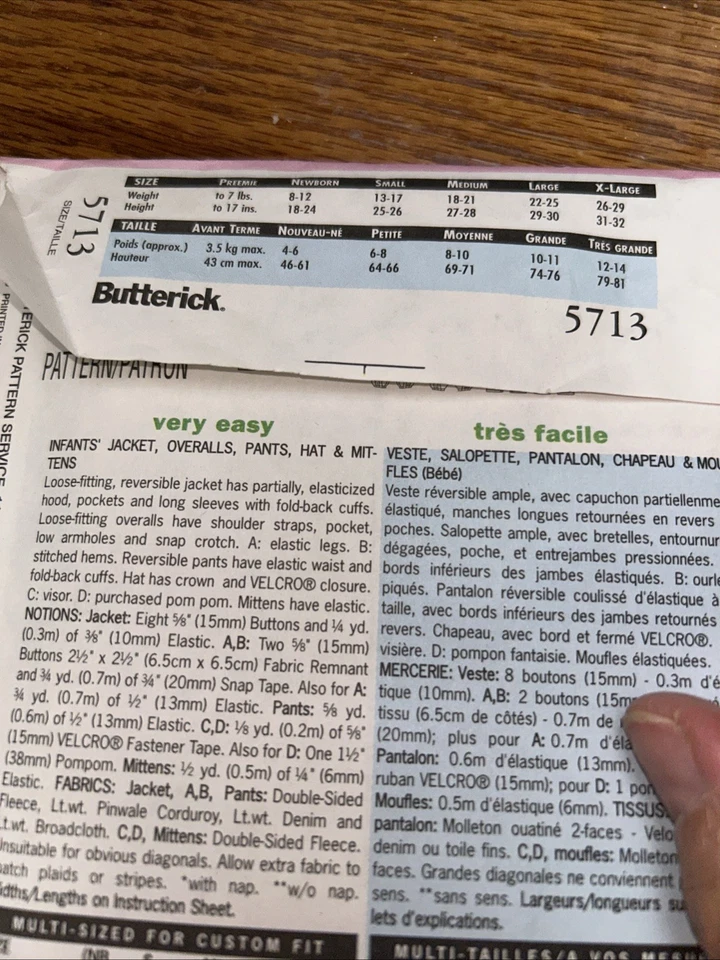 SIZE PREEMIE NEWBORN SMALL MEDIUM LARGE X-LARGE
Weight to 7 lbs. 8-12 13-17 18-21 22-25 26-29
Height to 17 ins. 18-24 25-26 27-28 29-30 31-32
TAILLE AVANT TERME NOUVEAU-NÉ PETITE MOYENNE GRANDE TRÈS GRANDE
Poids (approx.) 3.5 kg max. 4-6 6-8 8-10 10-11 12-14
Hauteur 43 cm max. 46-61 64-66 69-71 74-76 79-81
SIZE/TAILLE
5713
Butterick®
5713
ERICK PATTERN SERVICE
PRINTED
PATTERN/PATRON
very easy
INFANTS' JACKET, OVERALLS, PANTS, HAT & MIT-
TENS
Loose-fitting, reversible jacket has partially, elasticized
hood, pockets and long sleeves with fold-back cuffs.
Loose-fitting overalls have shoulder straps, pocket,
low armholes and snap crotch. A: elastic legs. B:
stitched hems. Reversible pants have elastic waist and
fold-back cuffs. Hat has crown and VELCRO® closure.
C: visor. D: purchased pom pom. Mittens have elastic.
NOTIONS: Jacket: Eight ⅝" (15mm) Buttons and ¼ yd.
(0.3m) of ⅜" (10mm) Elastic. A,B: Two ⅝" (15mm)
Buttons 2½" x 2½" (6.5cm x 6.5cm) Fabric Remnant
and ¾ yd. (0.7m) of ¾" (20mm) Snap Tape. Also for A:
¾ yd. (0.7m) of ½" (13mm) Elastic. Pants: ⅝ yd.
(0.6m) of ½" (13mm) Elastic. C,D: ⅛ yd. (0.2m) of ⅝"
(15mm) VELCRO® Fastener Tape. Also for D: One 1½"
(38mm) Pompom. Mittens: ½ yd. (0.5m) of ¼" (6mm)
Elastic. FABRICS: Jacket, A,B, Pants: Double-Sided
Fleece, Lt.wt. Pinwale Corduroy, Lt.wt. Denim and
t.wt. Broadcloth. C,D, Mittens: Double-Sided Fleece.
nsuitable for obvious diagonals. Allow extra fabric to
atch plaids or stripes. *with nap. **w/o nap.
idths/Lengths on Instruction Sheet.
MULTI-SIZED FOR CUSTOM FIT
(NB
très facile
VESTE, SALOPETTE, PANTALON, CHAPEAU & MOU
FLES (Bébé)
Veste réversible ample, avec capuchon partielleme
élastiqué, manches longues retournées en revers
poches. Salopette ample, avec bretelles, entournur
dégagées, poche, et entrejambes pressionnées.
bords inférieurs des jambes élastiqués. B: ourle
piqués. Pantalon réversible coulissé d'élastique à
taille, avec bords inférieurs des jambes retournés
revers. Chapeau, avec bord et fermé VELCRO®.
visière. D: pompon fantaisie. Moufles élastiquées.
MERCERIE: Veste: 8 boutons (15mm) - 0.3m d'é
tique (10mm). A,B: 2 boutons (15m
tissu (6.5cm de côtés) - 0.7m de
(20mm); plus pour A: 0.7m d'éla
Pantalon: 0.6m d'élastique (13mm).
ruban VELCRO® (15mm); pour D: 1 pon
Moufles: 0.5m d'élastique (6mm). TISSUS
pantalon: Molleton ouatiné 2-faces - Velo
denim ou toile fins. C,D, moufles: Molleton
faces. Grandes diagonales ne conviennent
sens. **sans sens. Largeurs/longueurs su
lets d'explications.
MULTI-TAILLES/A VOS MESU